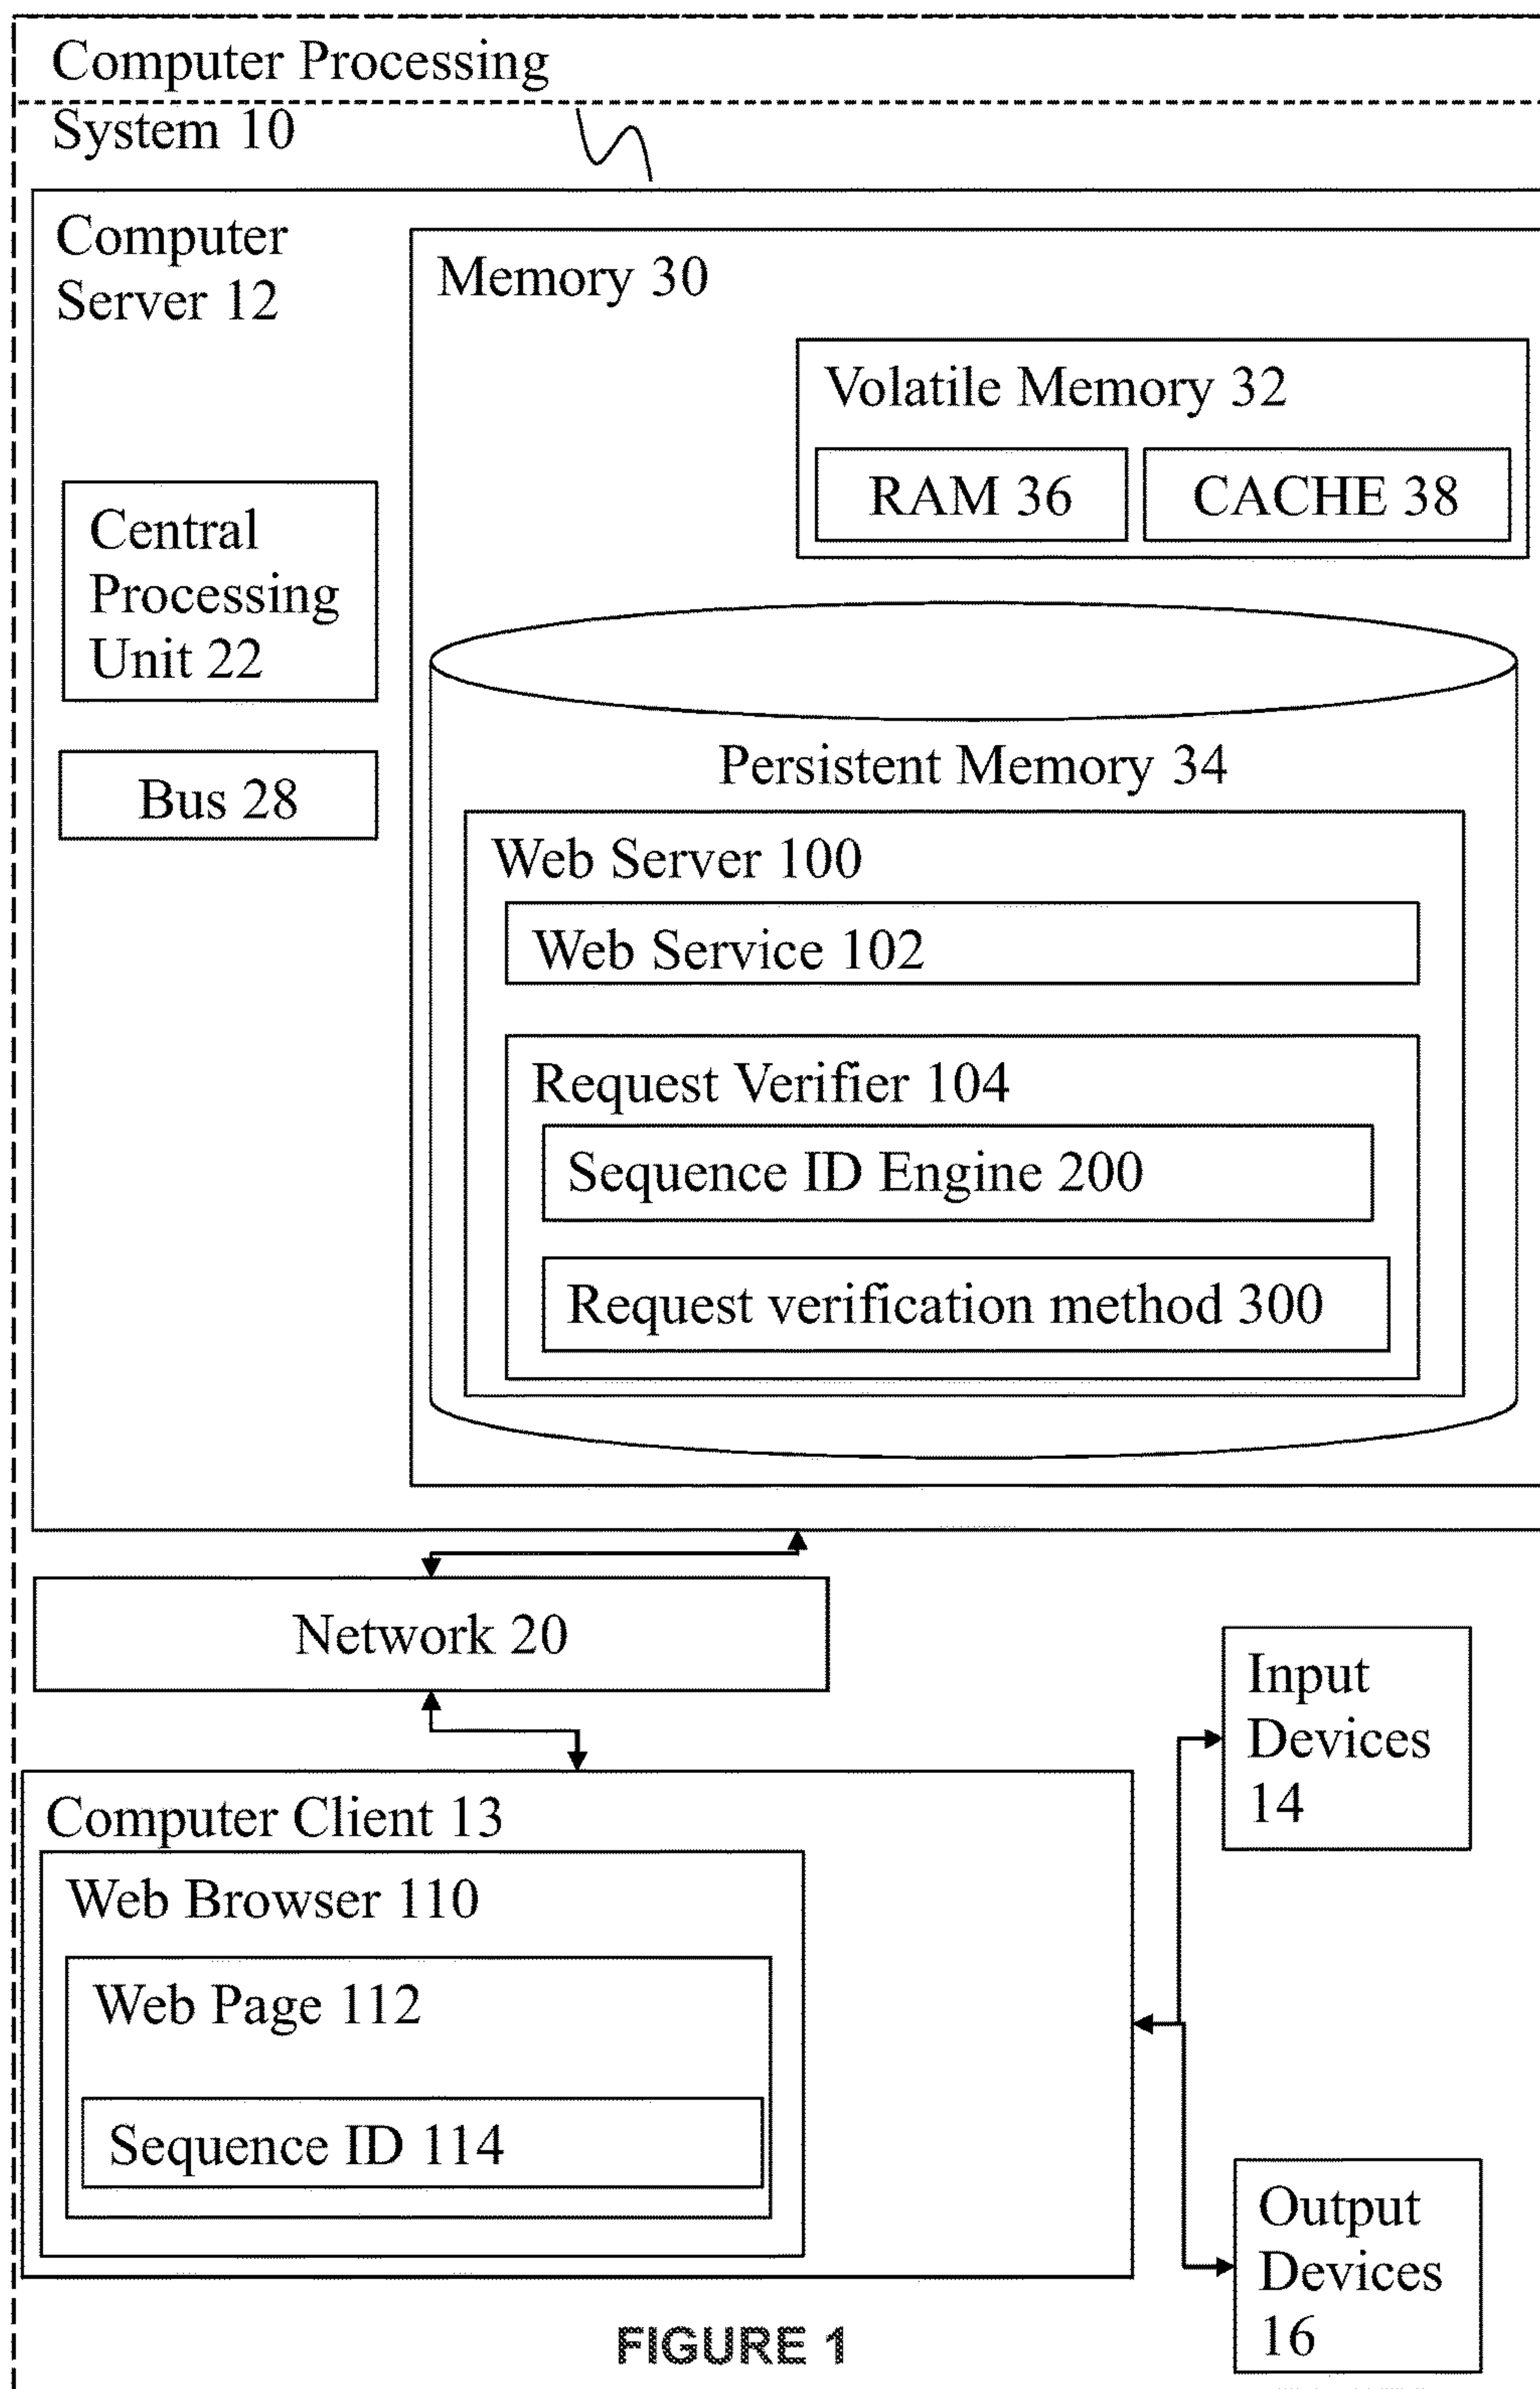 Computer Processing
System 10
Computer
Server 12
Memory 30
Volatile Memory 32
RAM 36
CACHE 38
Central
Processing
Unit 22
Bus 28
Persistent Memory 34
Web Server 100
Web Service 102
Request Verifier 104
Sequence ID Engine 200
Request verification method 300
Network 20
Input
Devices
14
Computer Client 13
Web Browser 110
Web Page 112
Sequence ID 114
Output
Devices
16
FIGURE 1